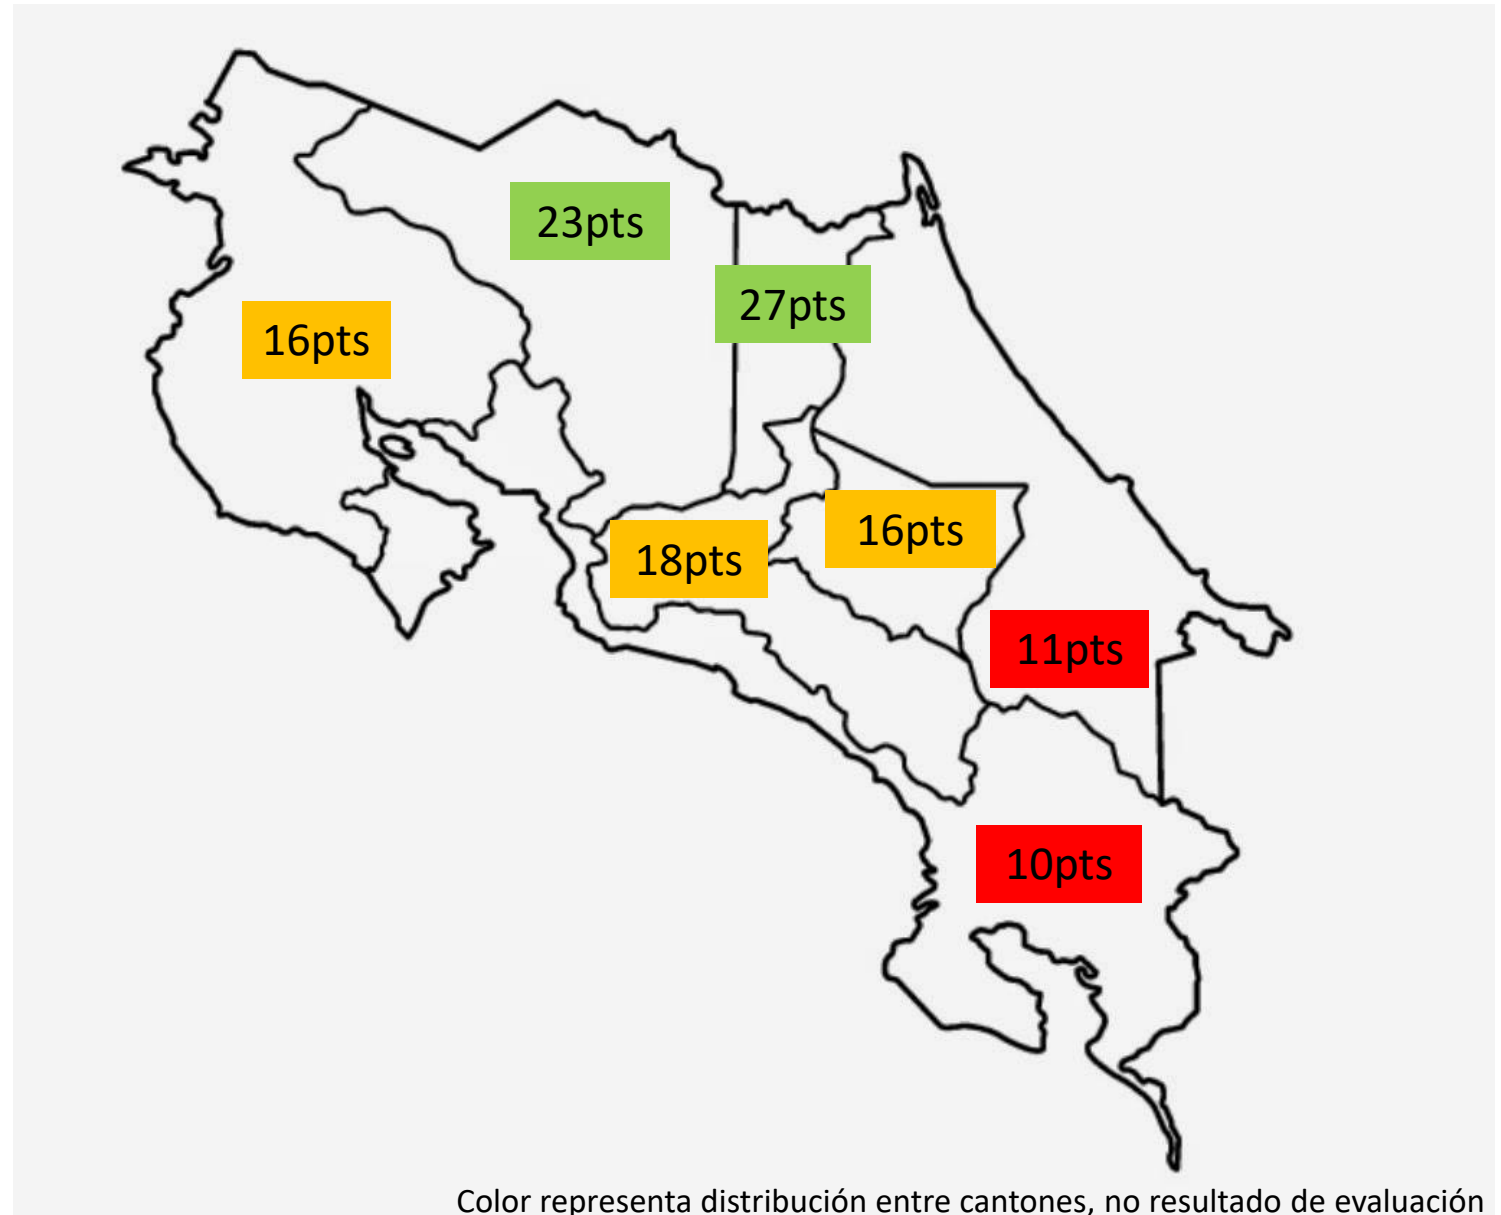 23pts
27pts
16pts
16pts
18pts
11pts
10pts
Color representa distribución entre cantones, no resultado de evaluación